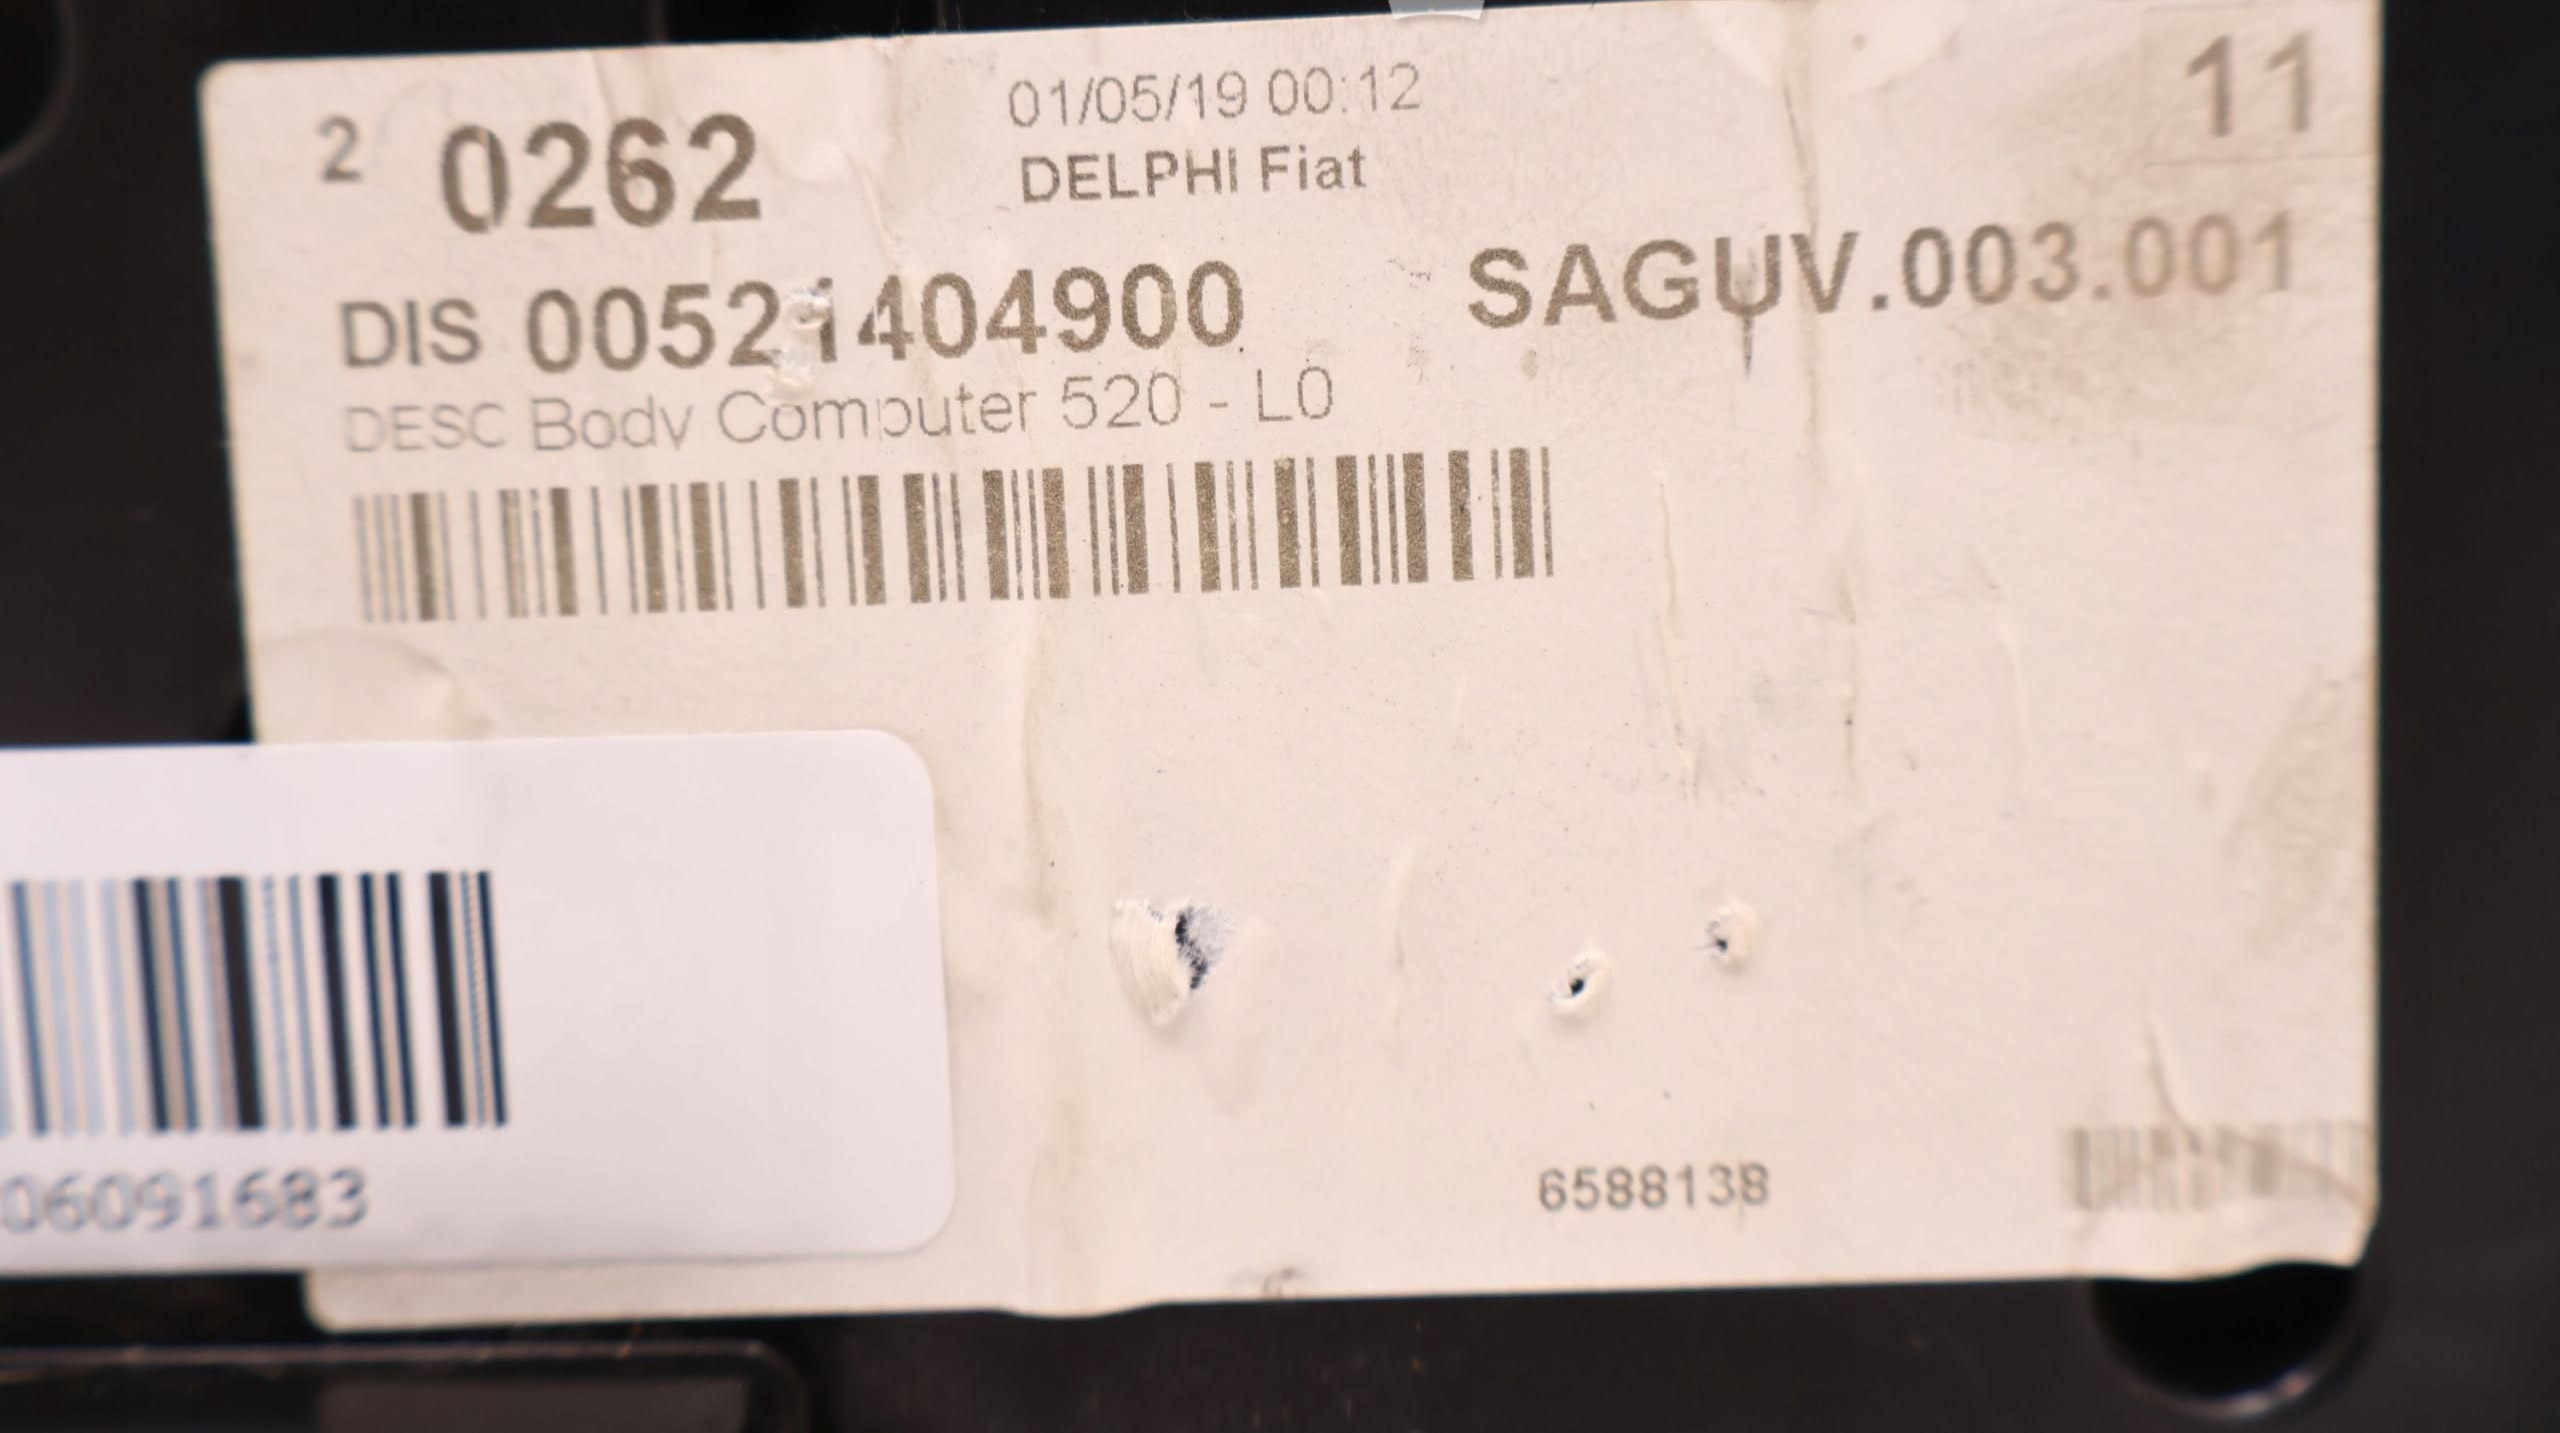 01/05/19 00:12
11
2 0262
DELPHI Fiat
DIS 00521404900
SAGUV.003.001
DESC Body Computer 520 - L0
06091683
6588138